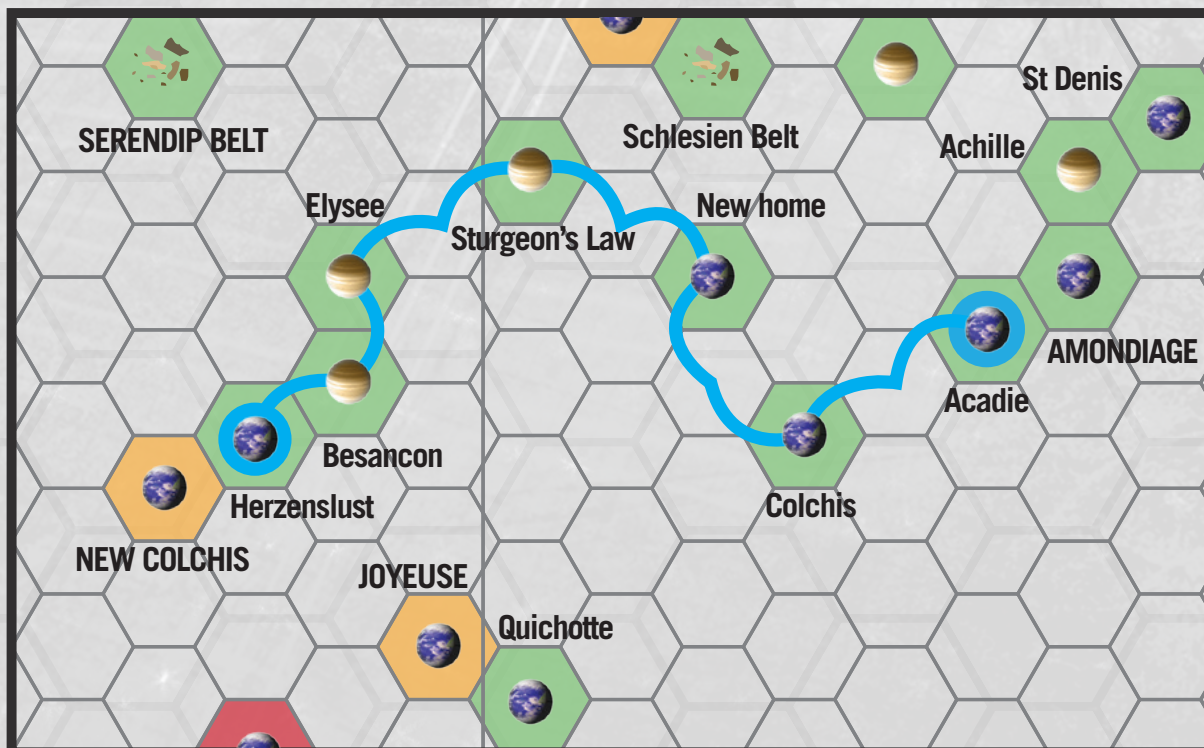 St Denis
SERENDIP BELT
Schlesien Belt
Achille
Elysee
New home
Sturgeon's Law
AMONDIAGE
Acadie
Besancon
Herzenslust
Colchis
NEW COLCHIS
JOYEUSE
Quichotte